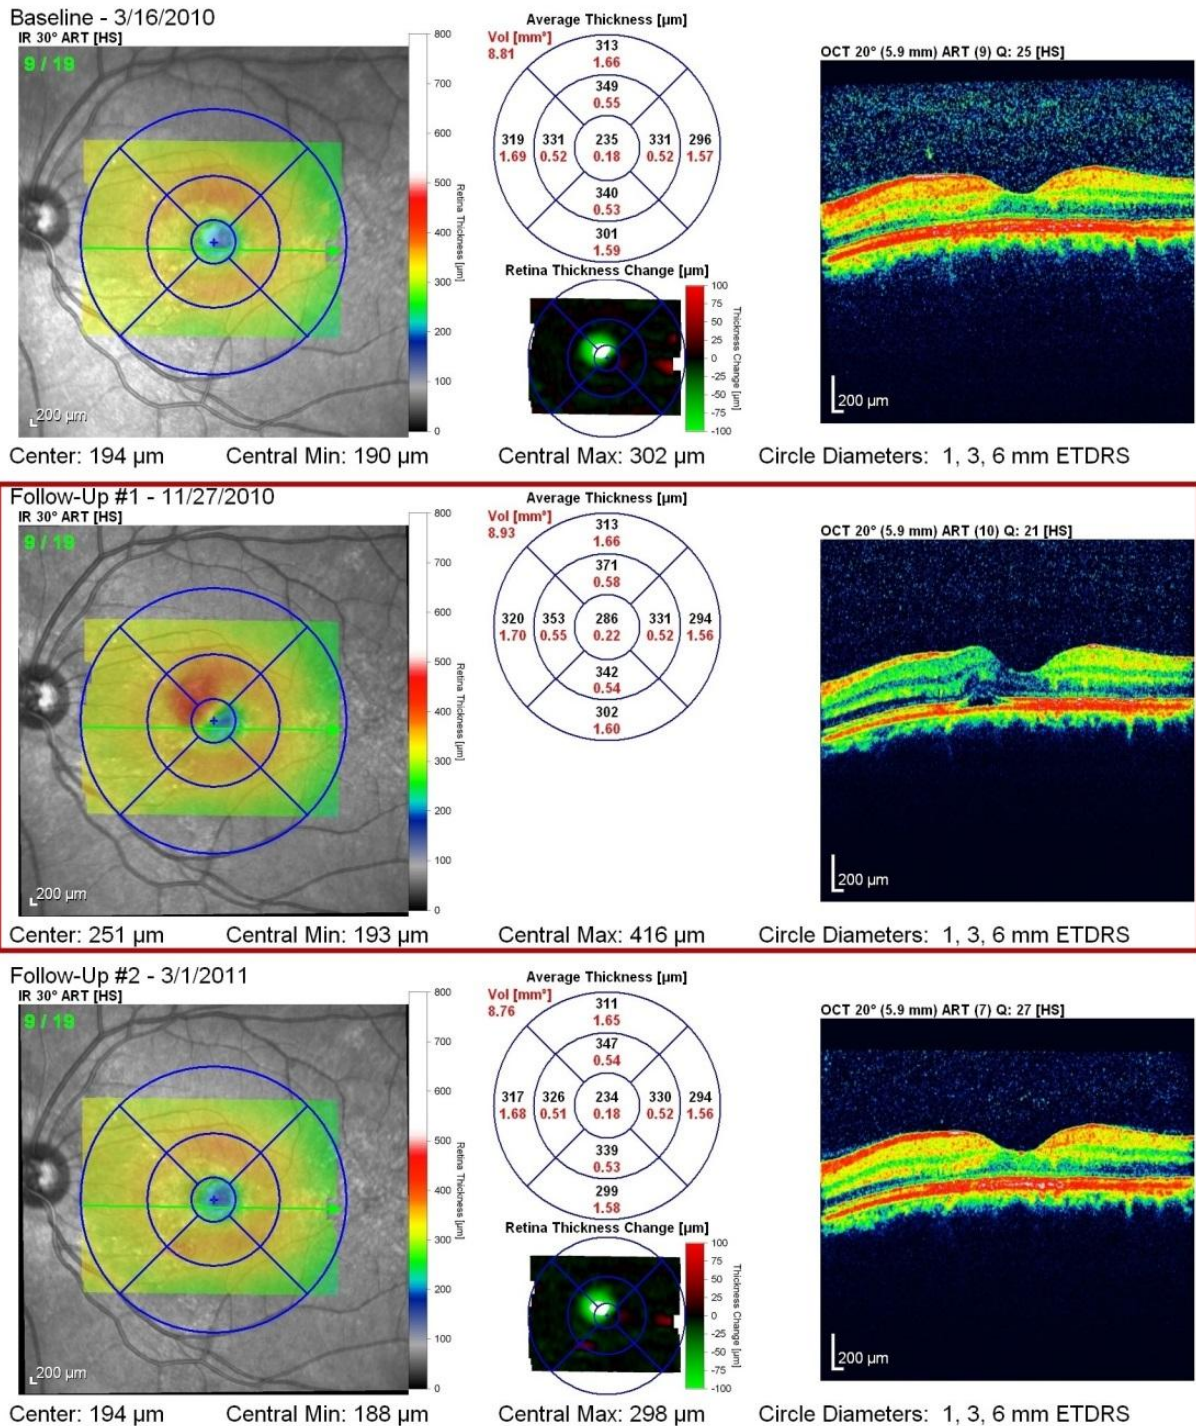 Baseline - 3/16/2010
IR 30° ART [HS]
9 / 19
800
700
600
500
400
300
200
100
0
Retina Thickness [µm]
200 µm
Average Thickness [µm]
Vol [mm³]
8.81
313
1.66
349
0.55
319 331 235 331 296
1.69 0.52 0.18 0.52 1.57
340
0.53
301
1.59
Retina Thickness Change [µm]
100
75
50
25
0
-25
-50
-75
-100
Thickness Change [µm]
OCT 20° (5.9 mm) ART (9) Q: 25 [HS]
200 µm
Center: 194 µm Central Min: 190 µm Central Max: 302 µm Circle Diameters: 1, 3, 6 mm ETDRS
Follow-Up #1 - 11/27/2010
IR 30° ART [HS]
9 / 19
800
700
600
500
400
300
200
100
0
Retina Thickness [µm]
200 µm
Average Thickness [µm]
Vol [mm³]
8.93
313
1.66
371
0.58
320 353 286 331 294
1.70 0.55 0.22 0.52 1.56
342
0.54
302
1.60
OCT 20° (5.9 mm) ART (10) Q: 21 [HS]
200 µm
Center: 251 µm Central Min: 193 µm Central Max: 416 µm Circle Diameters: 1, 3, 6 mm ETDRS
Follow-Up #2 - 3/1/2011
IR 30° ART [HS]
9 / 19
800
700
600
500
400
300
200
100
0
Retina Thickness [µm]
200 µm
Average Thickness [µm]
Vol [mm³]
8.76
311
1.65
347
0.54
317 326 234 330 294
1.68 0.51 0.18 0.52 1.56
339
0.53
299
1.58
Retina Thickness Change [µm]
100
75
50
25
0
-25
-50
-75
-100
Thickness Change [µm]
OCT 20° (5.9 mm) ART (7) Q: 27 [HS]
200 µm
Center: 194 µm Central Min: 188 µm Central Max: 298 µm Circle Diameters: 1, 3, 6 mm ETDRS